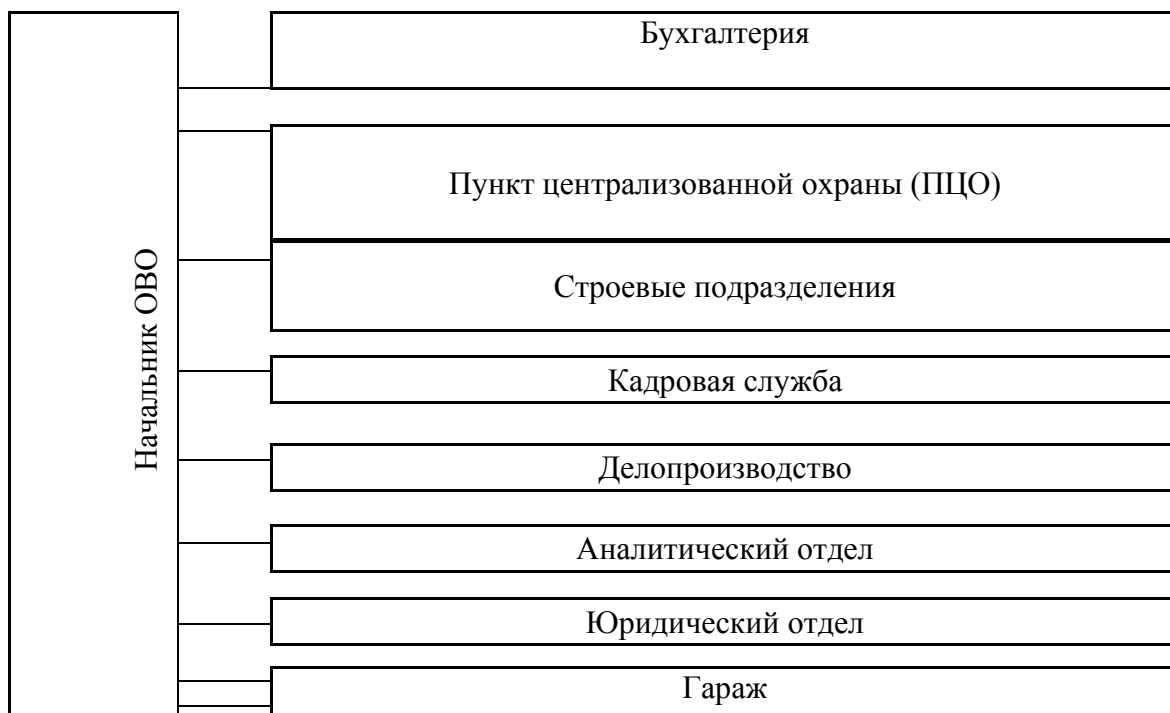 Начальник ОВО
Бухгалтерия
Пункт централизованной охраны (ПЦО)
Строевые подразделения
Кадровая служба
Делопроизводство
Аналитический отдел
Юридический отдел
Гараж